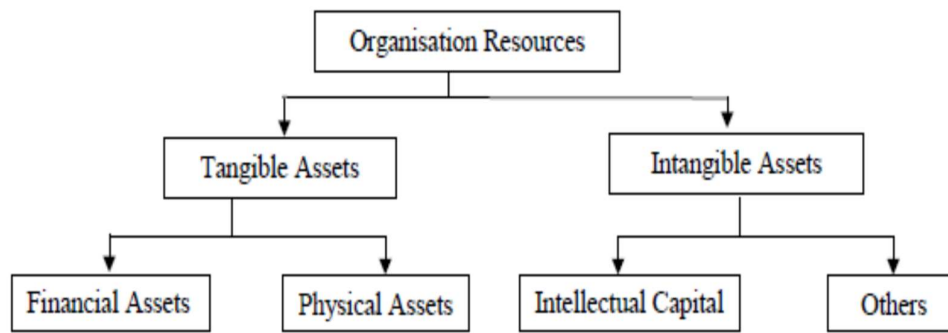 Organisation Resources
Tangible Assets
Intangible Assets
Financial Assets
Physical Assets
Intellectual Capital
Others